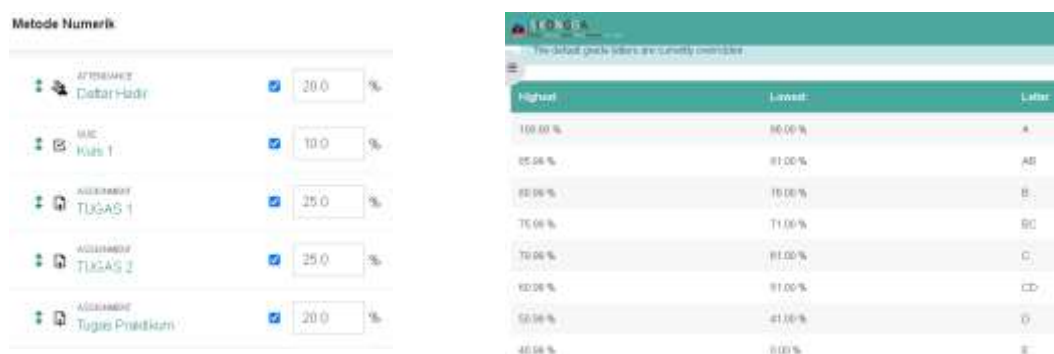 Metode Numerik
ATTENDANCE
Daftar Hadir
20.0 %
QUIZ
Kuis 1
10.0 %
ASSIGNMENT
TUGAS 1
25.0 %
ASSIGNMENT
TUGAS 2
25.0 %
ASSIGNMENT
Tugas Praktikum
20.0 %
The default grade letters are currently overridden
Highest Lowest Letter
100.00 % 86.00 % A
85.99 % 81.00 % AB
80.99 % 76.00 % B
75.99 % 71.00 % BC
70.99 % 61.00 % C
60.99 % 51.00 % CD
50.99 % 41.00 % D
40.99 % 0.00 % E